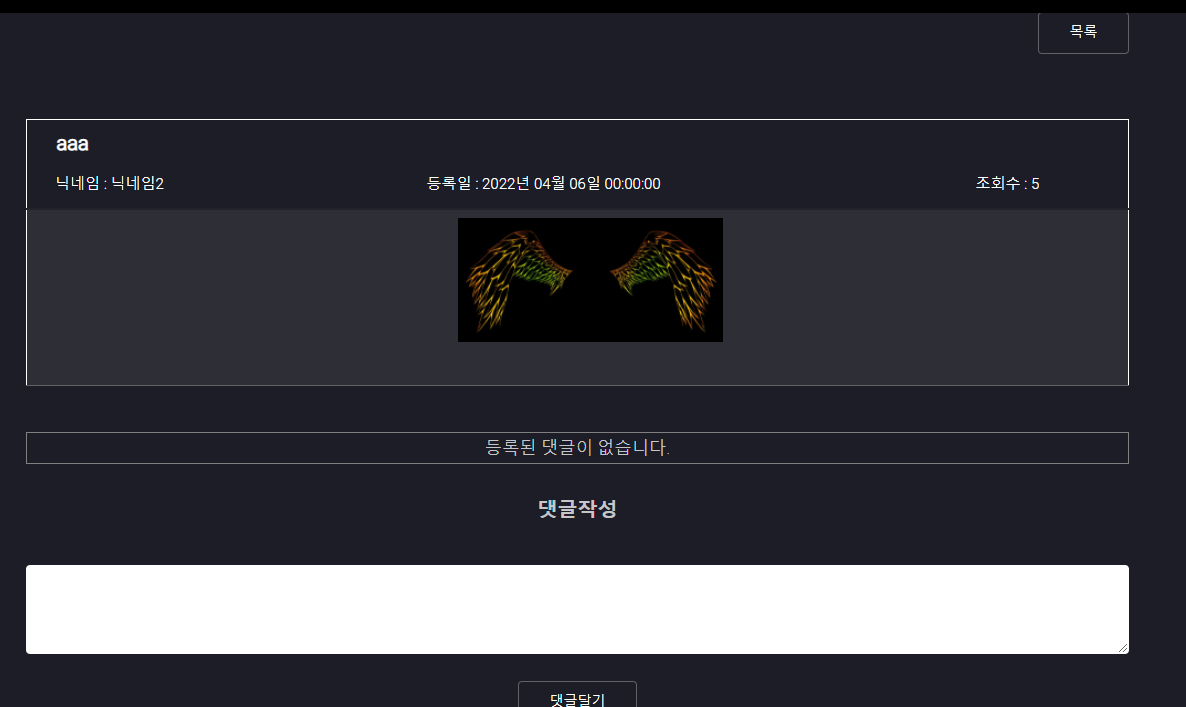 목록
aaa
닉네임 : 닉네임2 등록일 : 2022년 04월 06일 00:00:00 조회수 : 5
등록된 댓글이 없습니다.
댓글작성
댓글달기